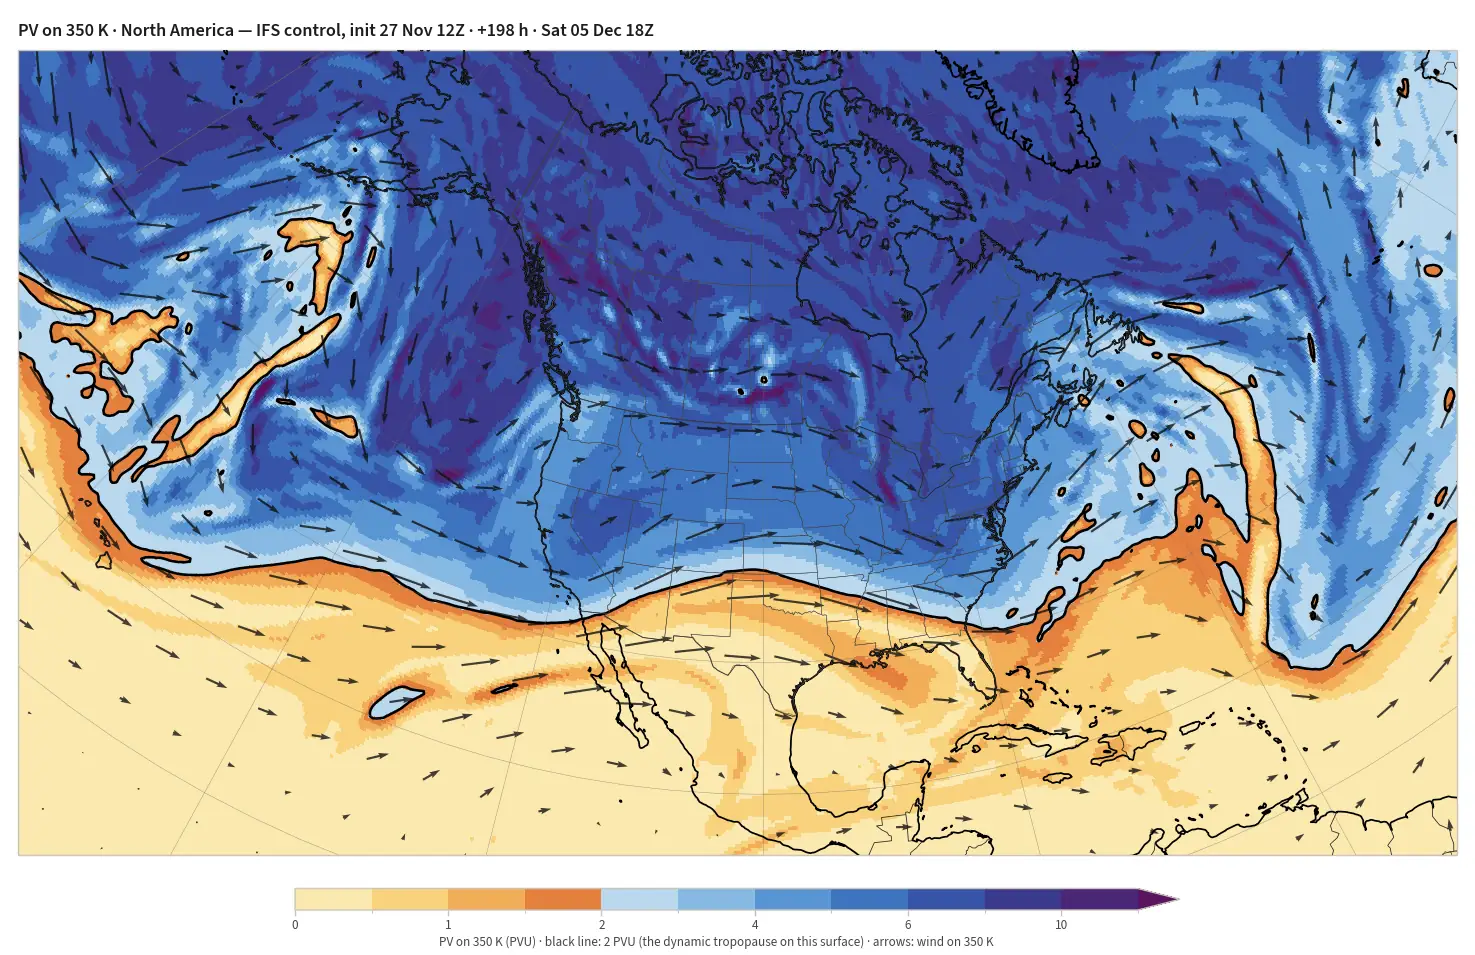 PV on 350 K · North America — IFS control, init 27 Nov 12Z · +198 h · Sat 05 Dec 18Z
0 1 2 4 6 10
PV on 350 K (PVU) · black line: 2 PVU (the dynamic tropopause on this surface) · arrows: wind on 350 K